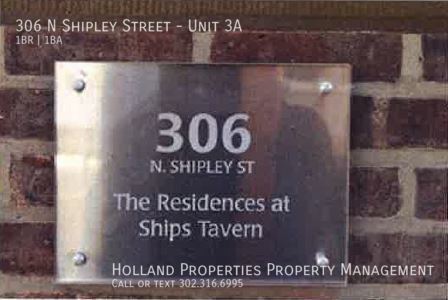 306 N Shipley Street - Unit 3A
1BR | 1BA
306
N. SHIPLEY ST
The Residences at
Ships Tavern
Holland Properties Property Management
Call or text 302.316.6995